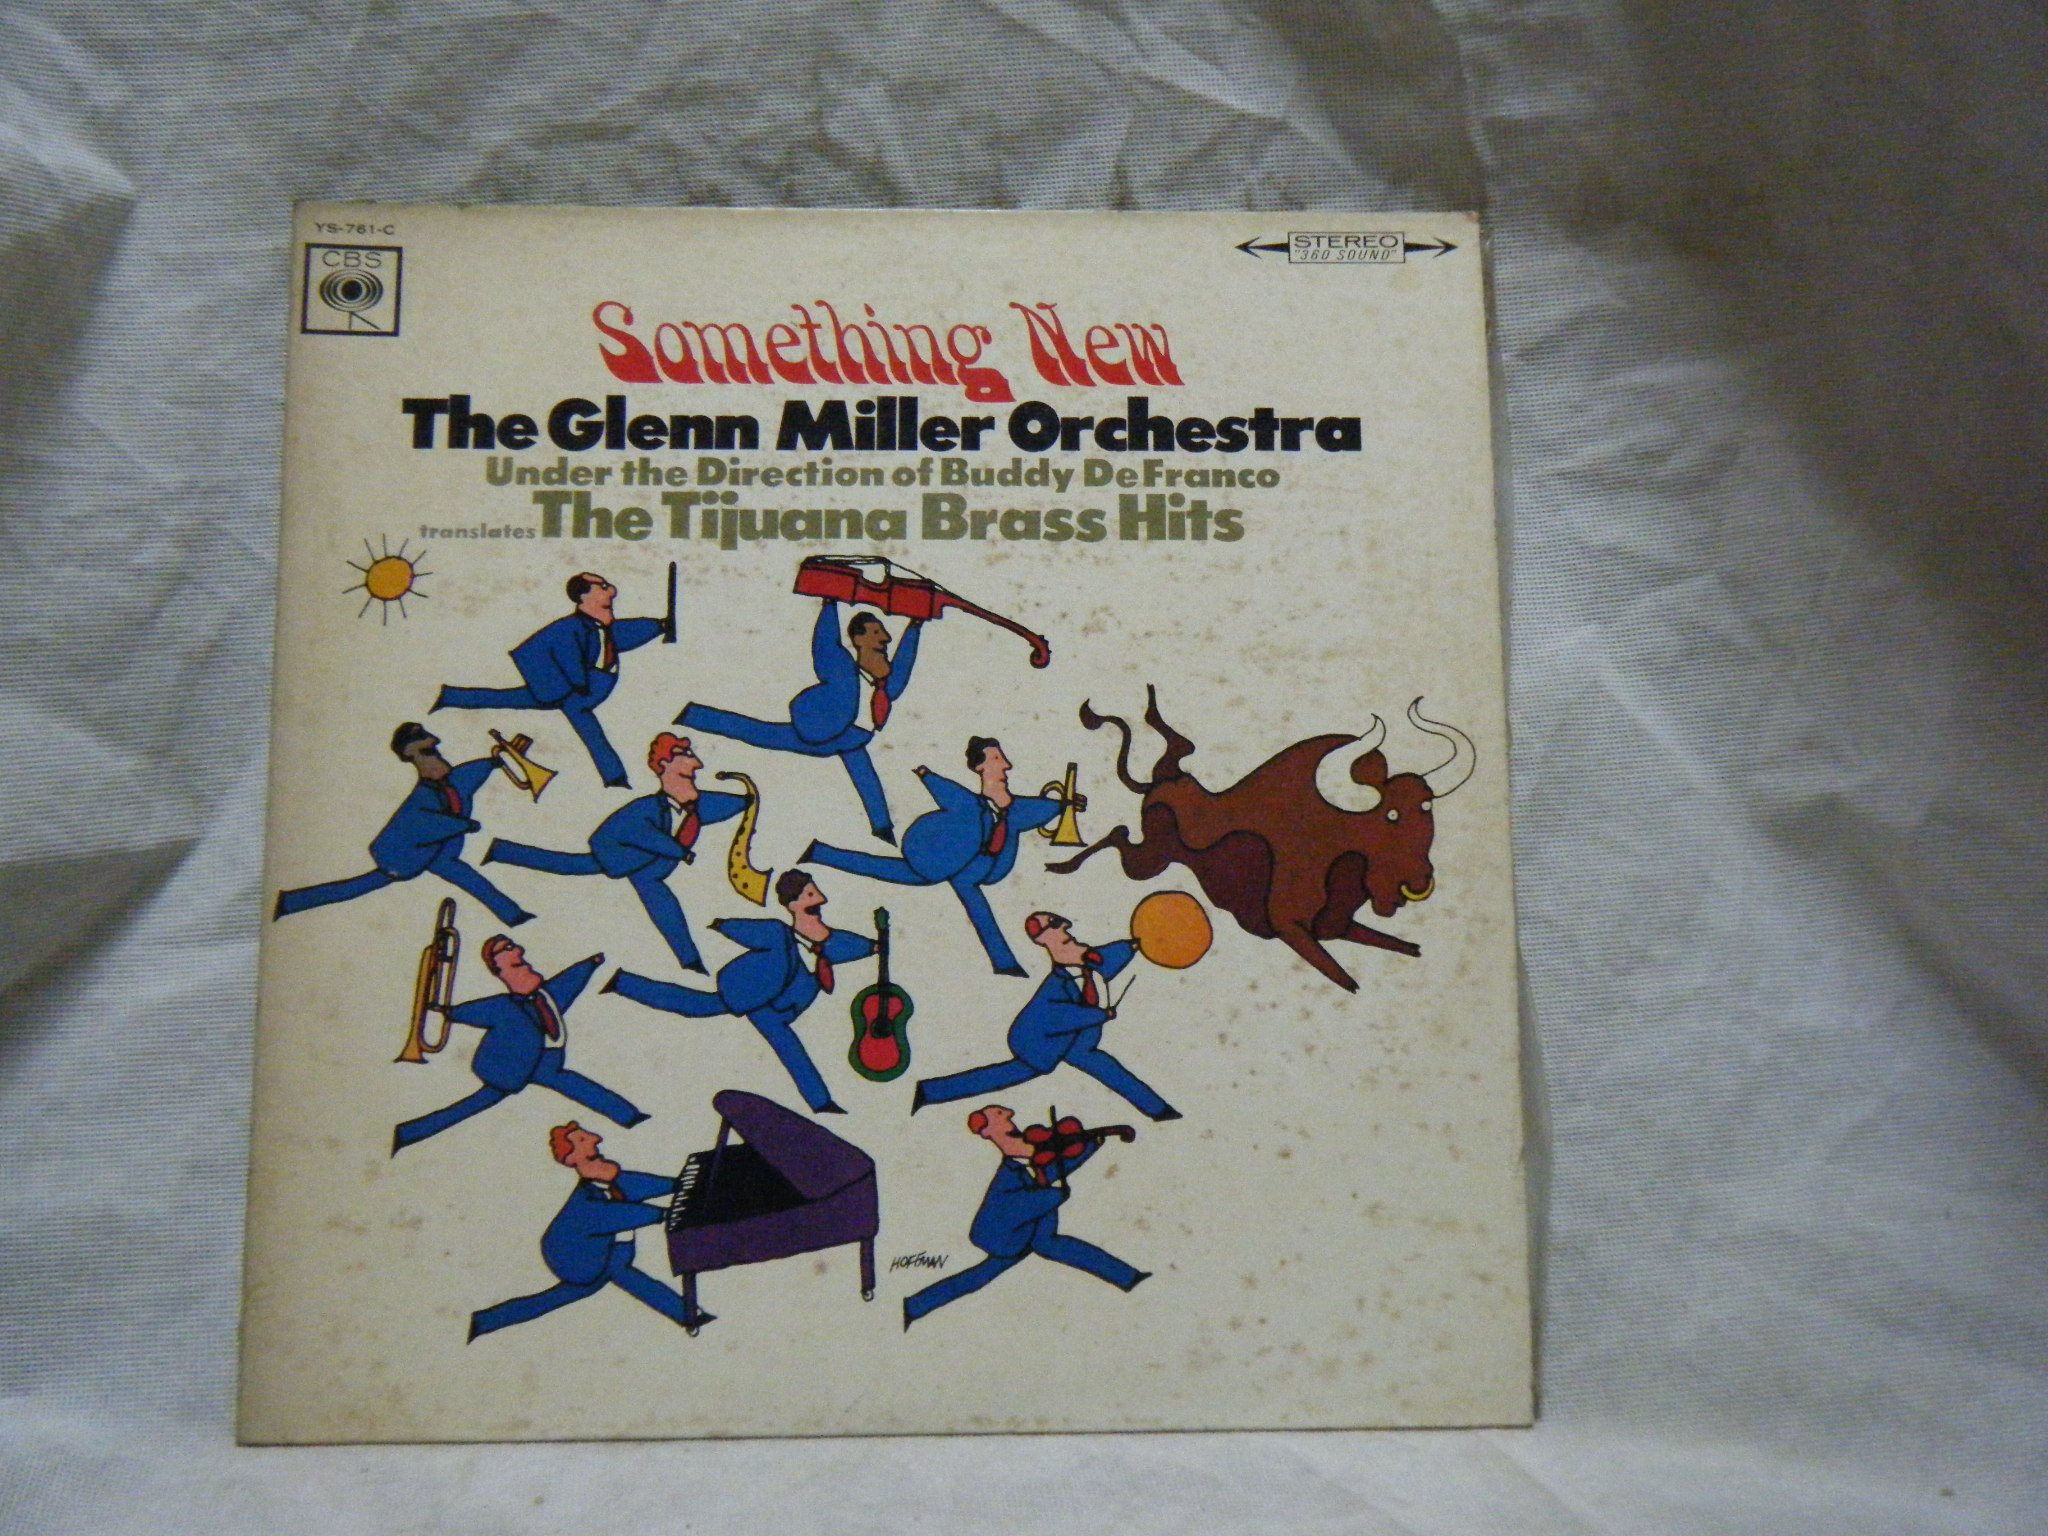 YS-761-C
CBS
STEREO
"360 SOUND"
Something New
The Glenn Miller Orchestra
Under the Direction of Buddy DeFranco
translates The Tijuana Brass Hits
HOFFMAN